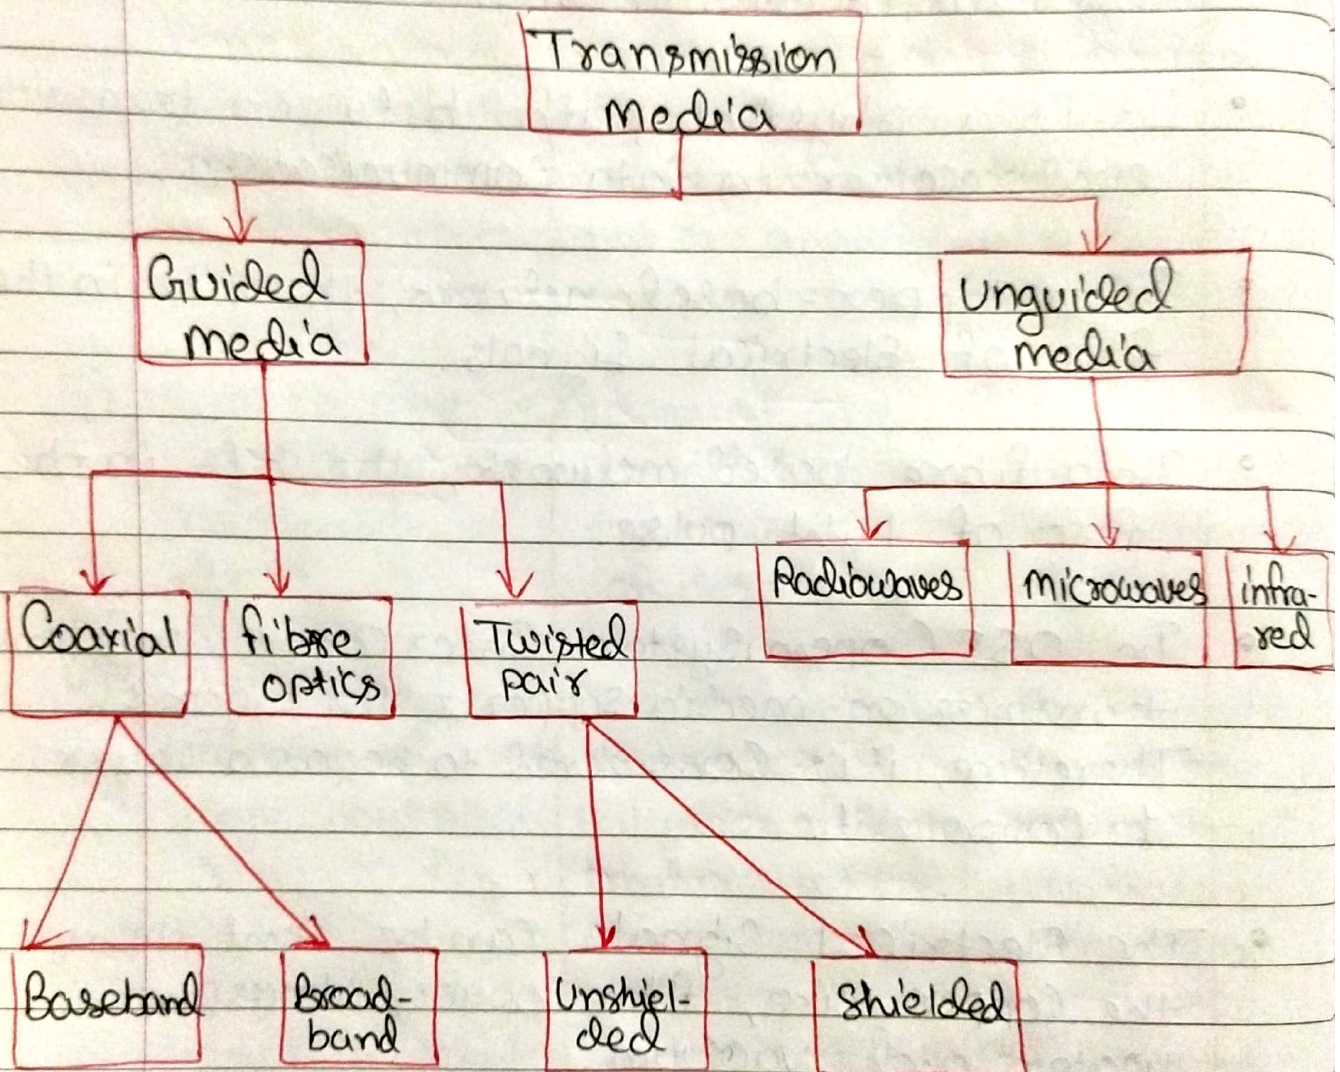 Transmission
Media
Guided
media
Unguided
media
Coaxial
fibre
optics
Twisted
pair
Radiowaves
Microwaves
infra-
red
Baseband
Broad-
band
Unshiel-
ded
Shielded